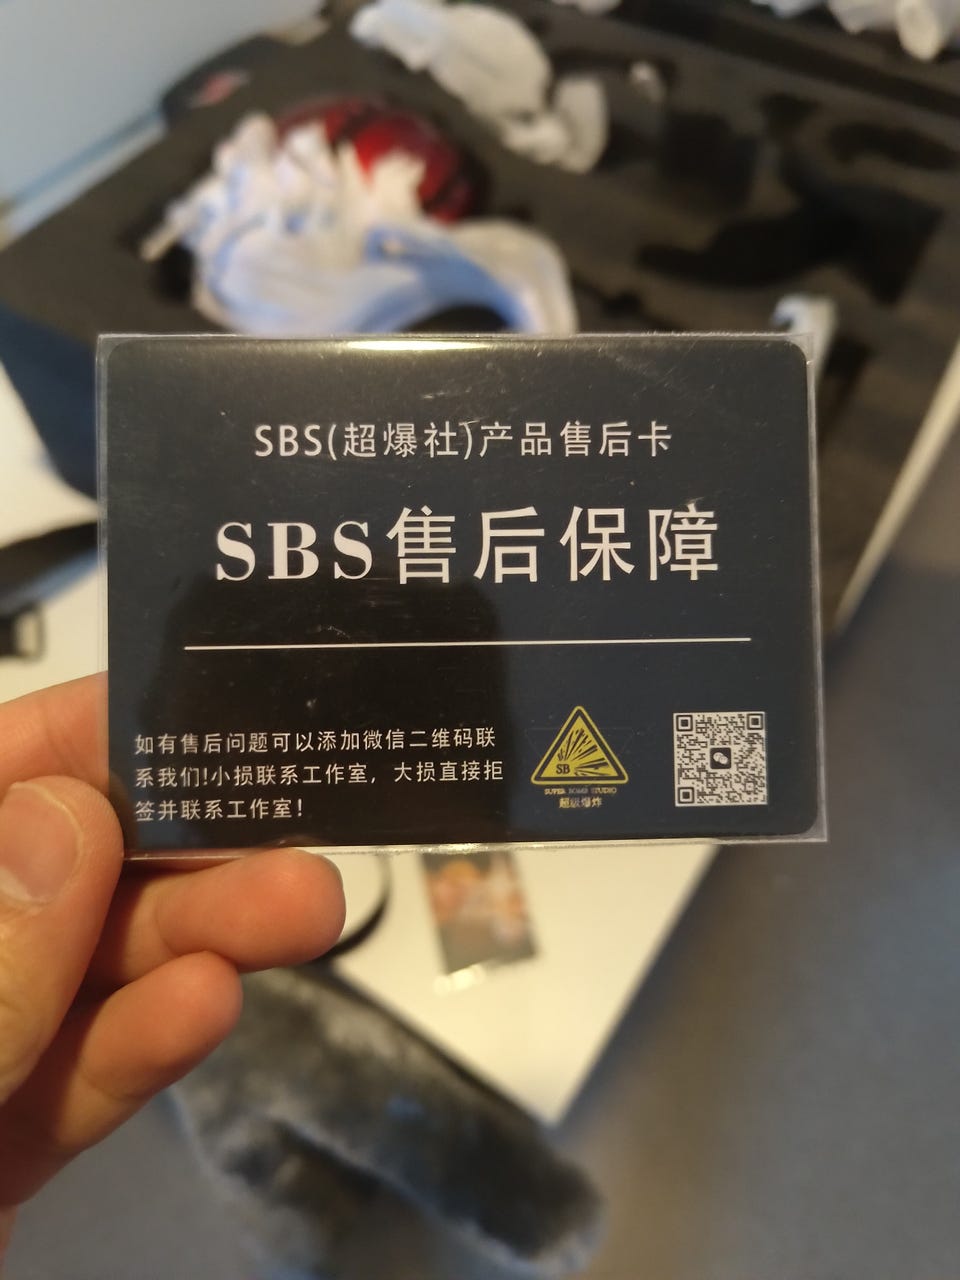 SBS(超爆社)产品售后卡
SBS售后保障
如有售后问题可以添加微信二维码联
系我们!小损联系工作室，大损直接拒
签并联系工作室!
SB
SUPER BOMB STUDIO
超级爆炸